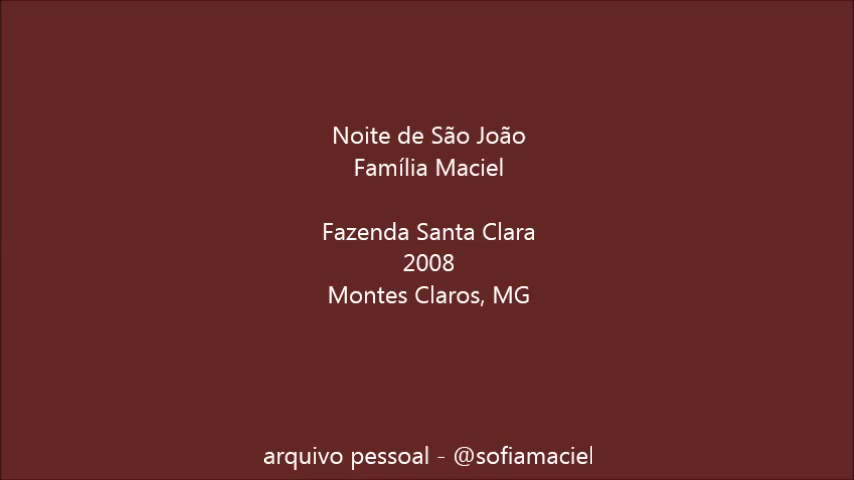 Noite de São João
Família Maciel
Fazenda Santa Clara
2008
Montes Claros, MG
arquivo pessoal - @sofiamaciel